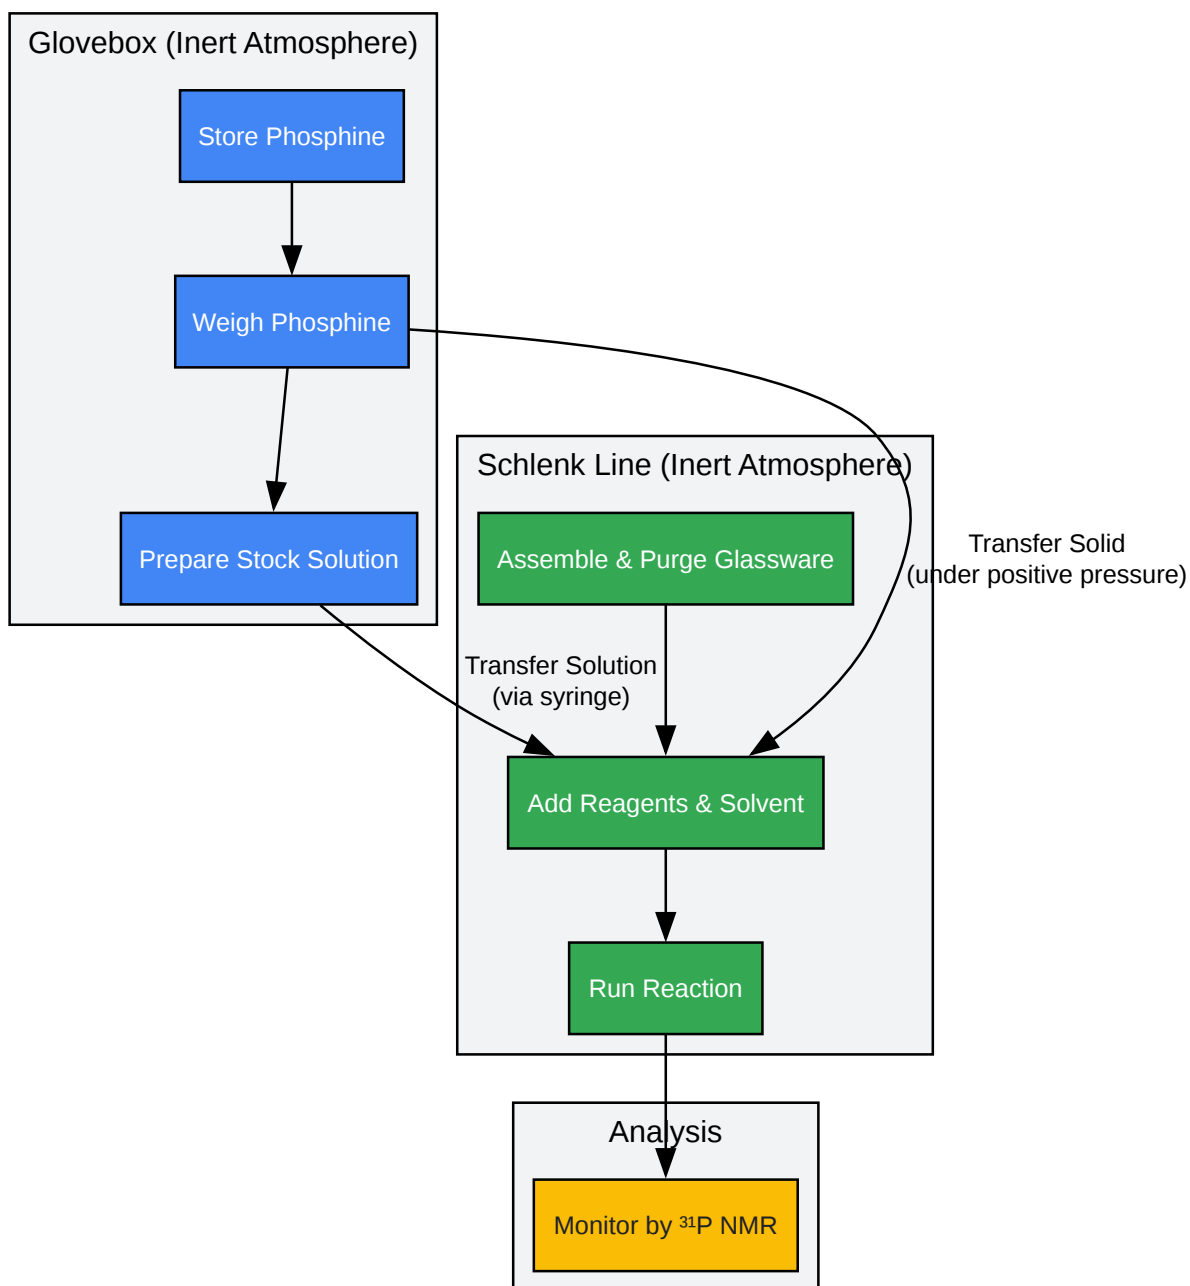 Glovebox (Inert Atmosphere)
Store Phosphine
Weigh Phosphine
Schlenk Line (Inert Atmosphere)
Prepare Stock Solution
Assemble & Purge Glassware
Transfer Solid
(under positive pressure)
Transfer Solution
(via syringe)
Add Reagents & Solvent
Run Reaction
Analysis
Monitor by ³¹P NMR